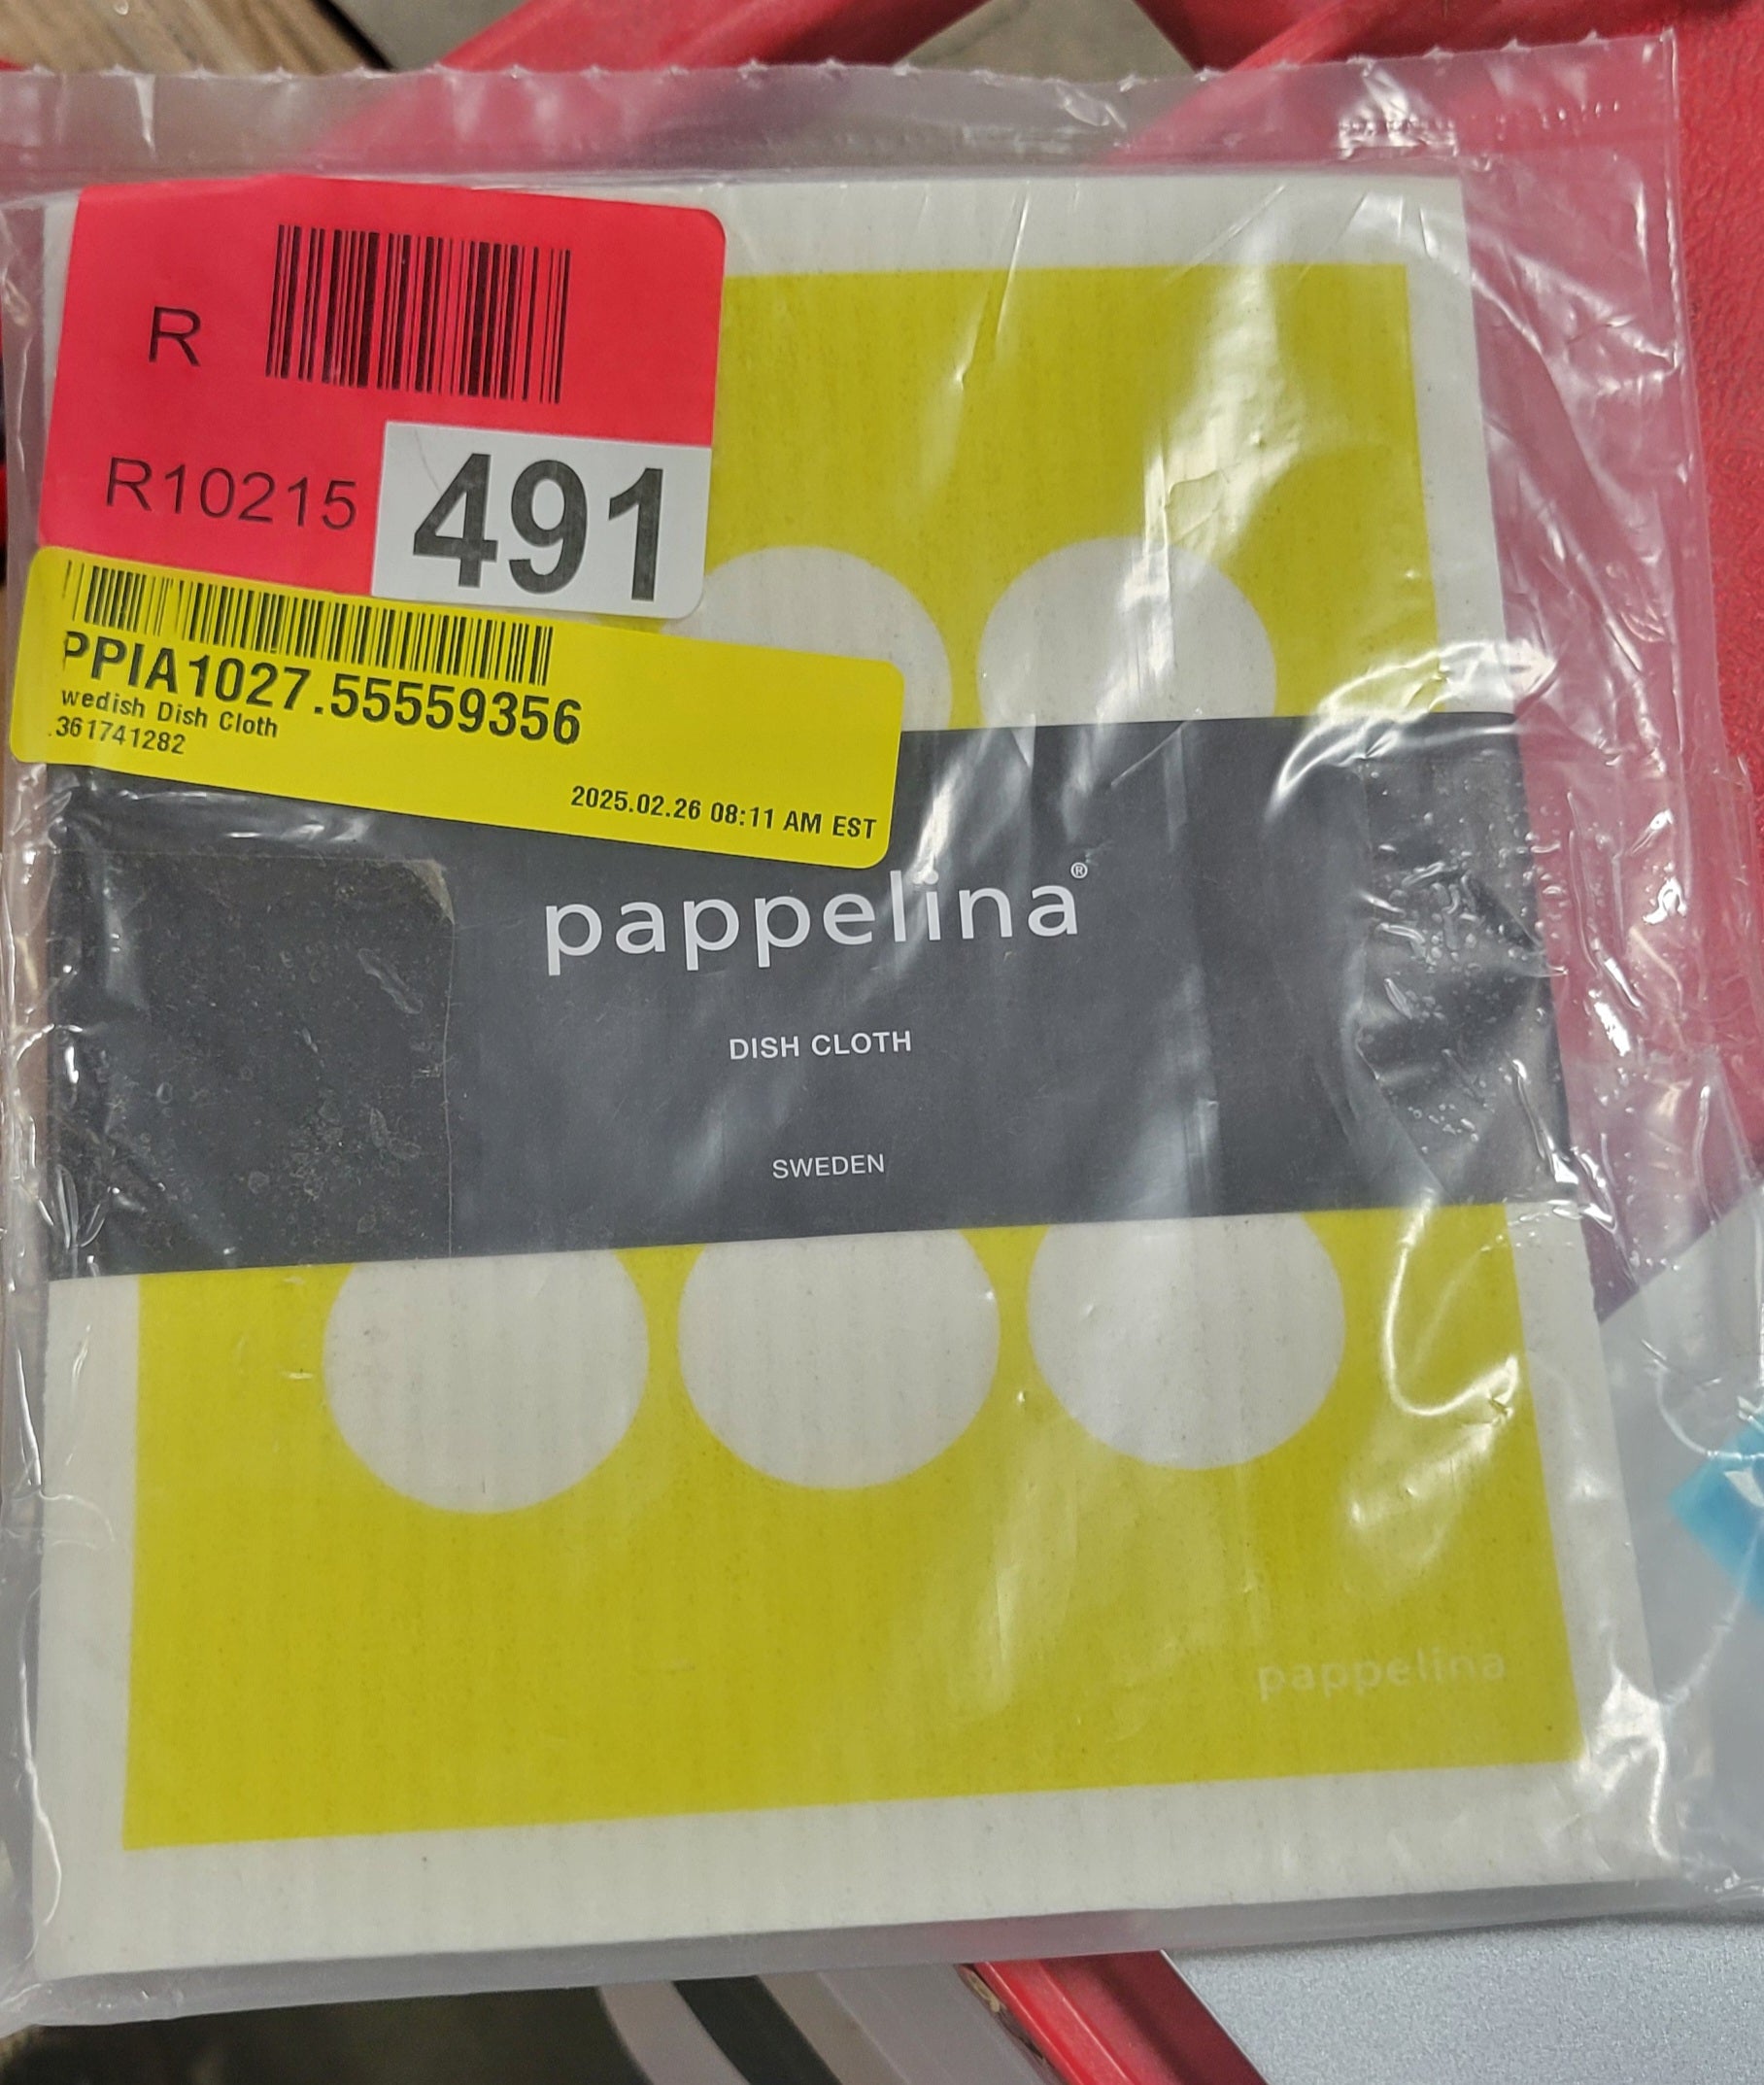 R
R10215
491
PPIA1027.55559356
wedish Dish Cloth
.361741282
2025.02.26 08:11 AM EST
pappelina®
DISH CLOTH
SWEDEN
pappelina